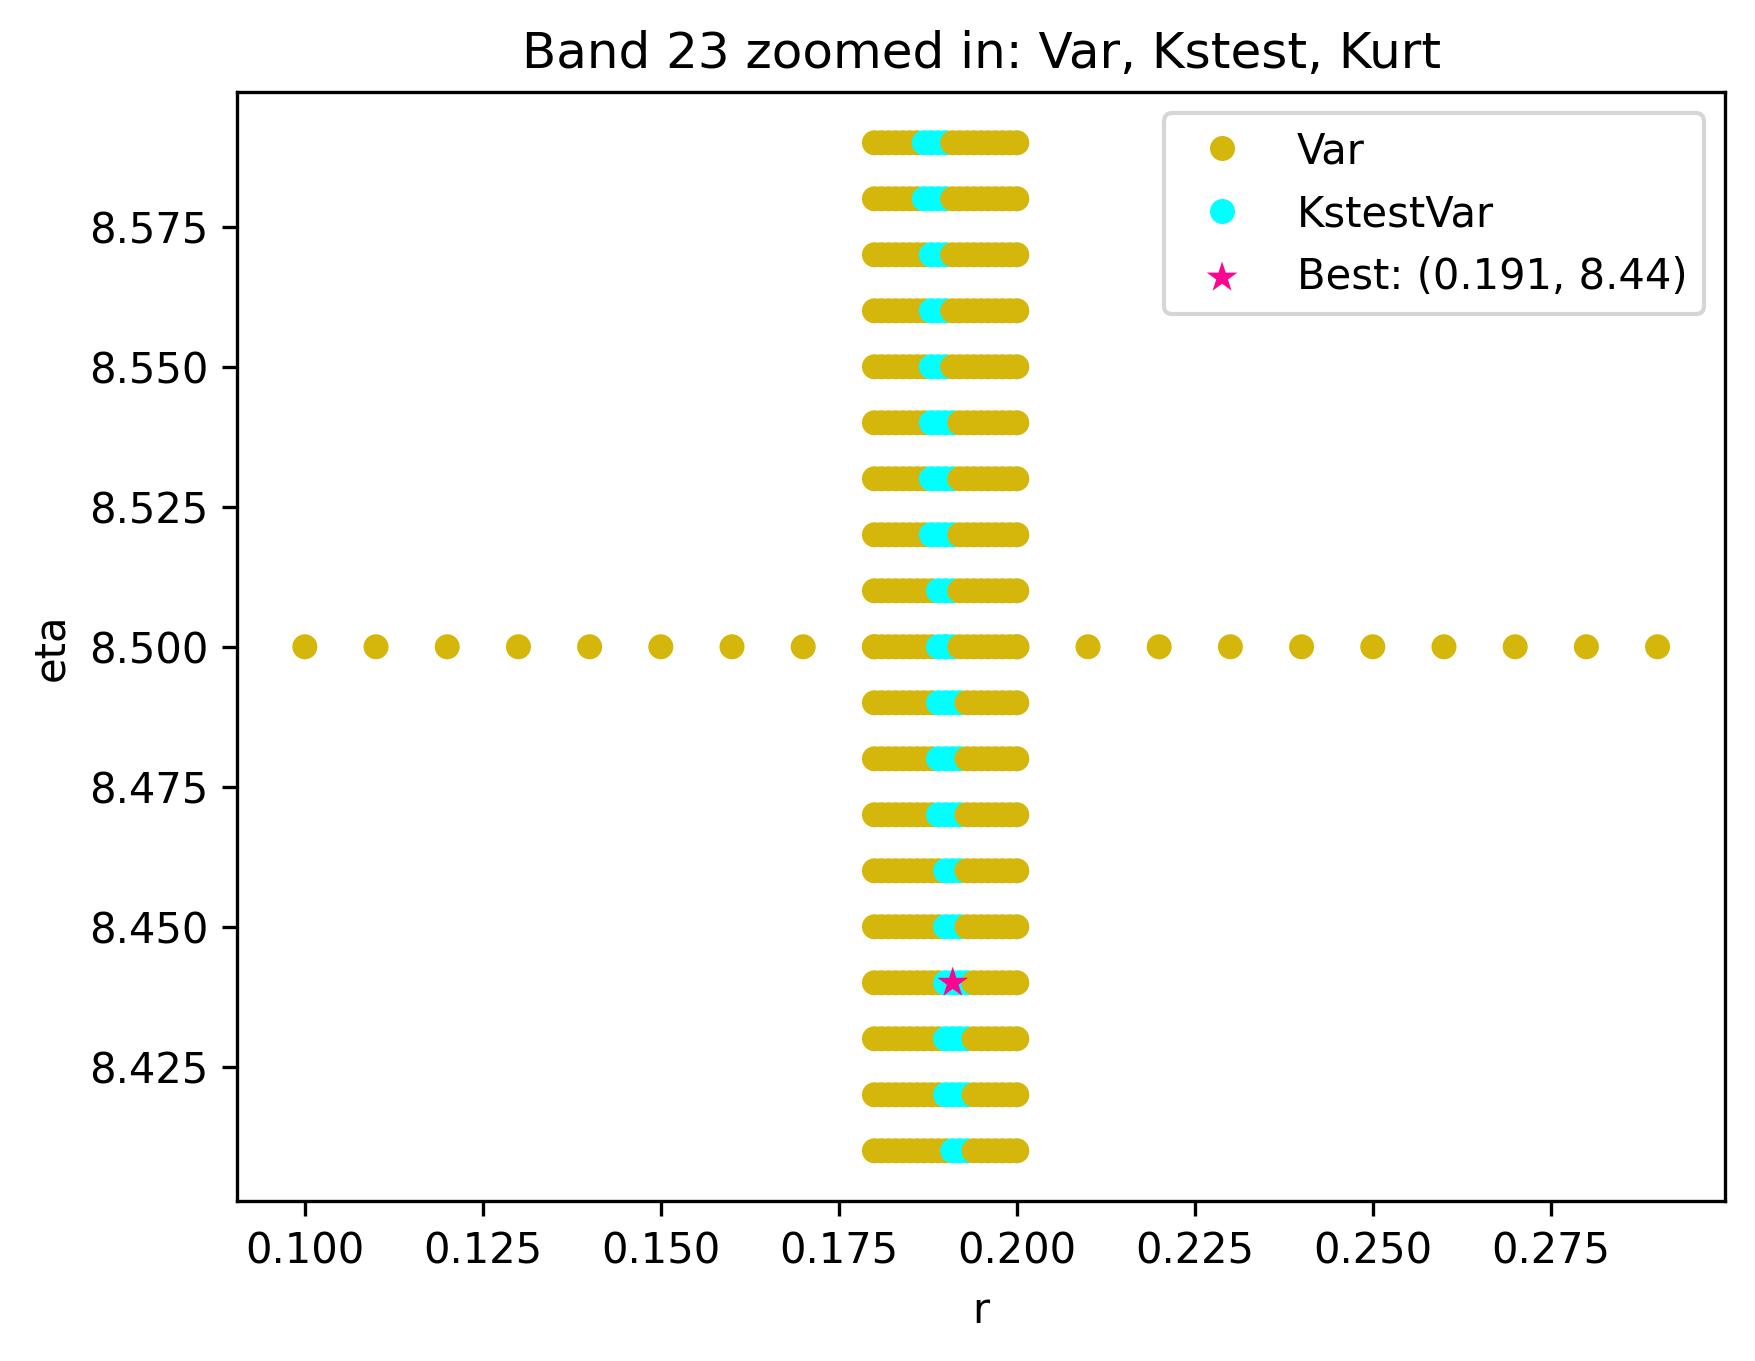 Band 23 zoomed in: Var, Kstest, Kurt
Var
KstestVar
Best: (0.191, 8.44)
8.575
8.550
8.525
8.500
8.475
8.450
8.425
eta
0.100 0.125 0.150 0.175 0.200 0.225 0.250 0.275
r